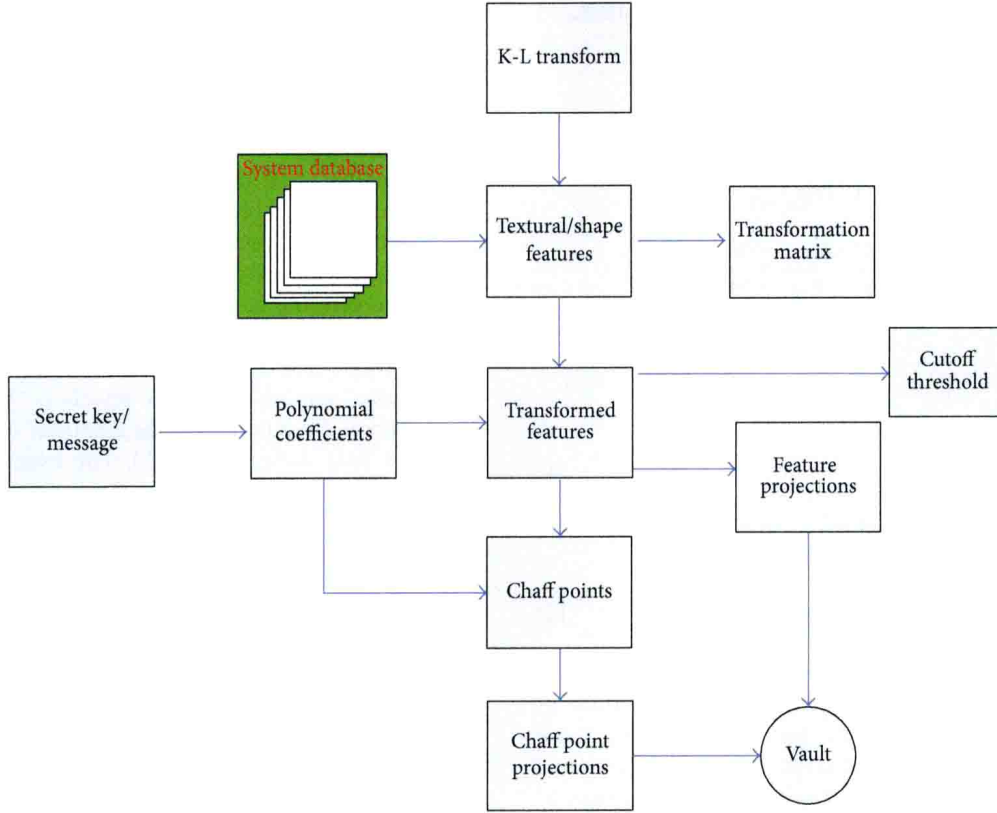 K-L transform
System database
Textural/shape
features
Transformation
matrix
Cutoff
threshold
Secret key/
message
Polynomial
coefficients
Transformed
features
Feature
projections
Chaff points
Chaff point
projections
Vault